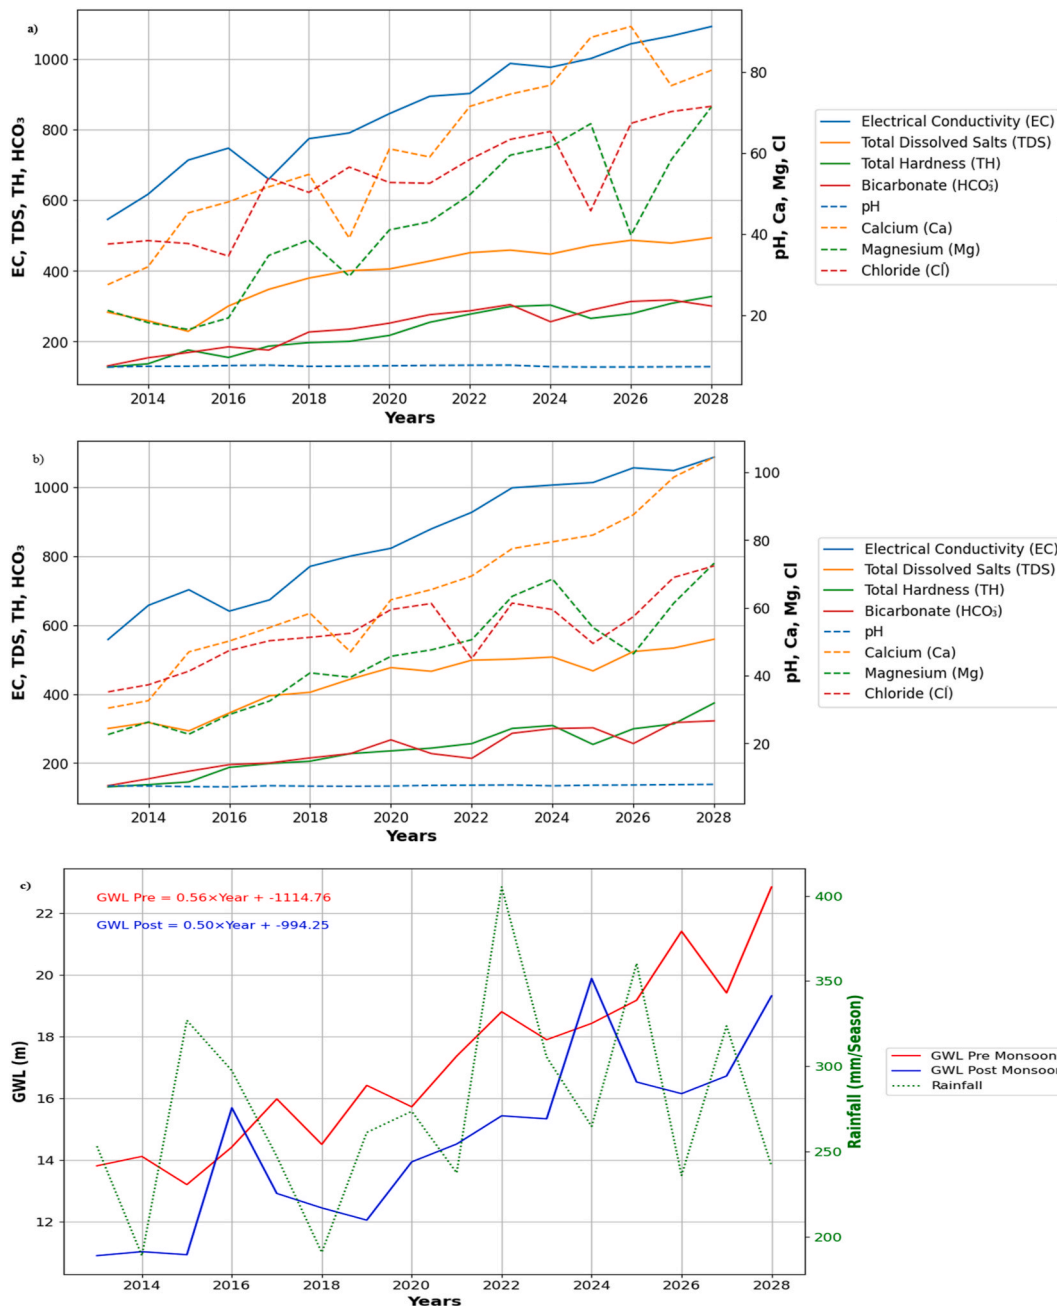 a)
EC, TDS, TH, HCO₃
1000
800
600
400
200
80
60
40
20
pH, Ca, Mg, Cl
2014 2016 2018 2020 2022 2024 2026 2028
Years
Electrical Conductivity (EC)
Total Dissolved Salts (TDS)
Total Hardness (TH)
Bicarbonate (HCO₃⁻)
pH
Calcium (Ca)
Magnesium (Mg)
Chloride (Cl⁻)
b)
EC, TDS, TH, HCO₃
1000
800
600
400
200
100
80
60
40
20
pH, Ca, Mg, Cl
2014 2016 2018 2020 2022 2024 2026 2028
Years
Electrical Conductivity (EC)
Total Dissolved Salts (TDS)
Total Hardness (TH)
Bicarbonate (HCO₃⁻)
pH
Calcium (Ca)
Magnesium (Mg)
Chloride (Cl⁻)
c)
GWL Pre = 0.56×Year + -1114.76
GWL Post = 0.50×Year + -994.25
GWL (m)
22
20
18
16
14
12
400
350
300
250
200
Rainfall (mm/Season)
2014 2016 2018 2020 2022 2024 2026 2028
Years
GWL Pre Monsoon
GWL Post Monsoon
Rainfall